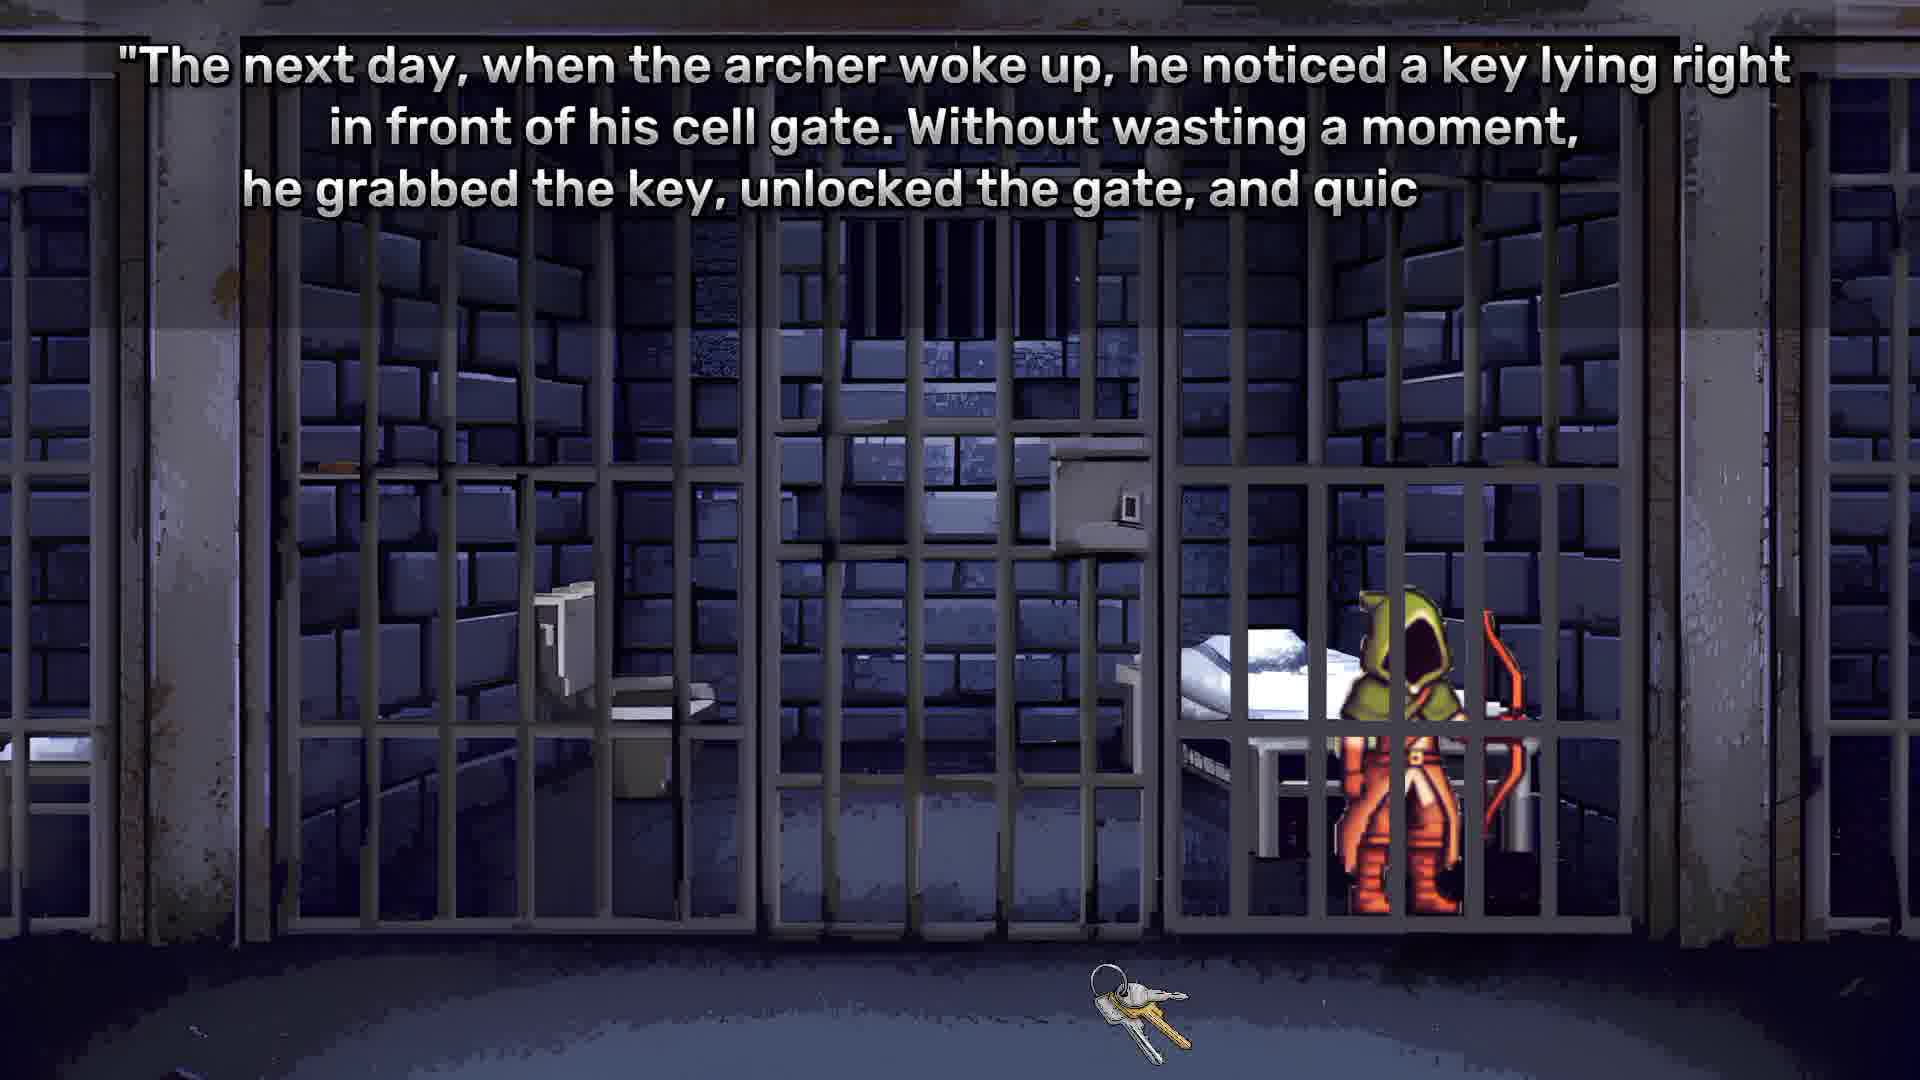 "The next day, when the archer woke up, he noticed a key lying right
in front of his cell gate. Without wasting a moment,
he grabbed the key, unlocked the gate, and quic